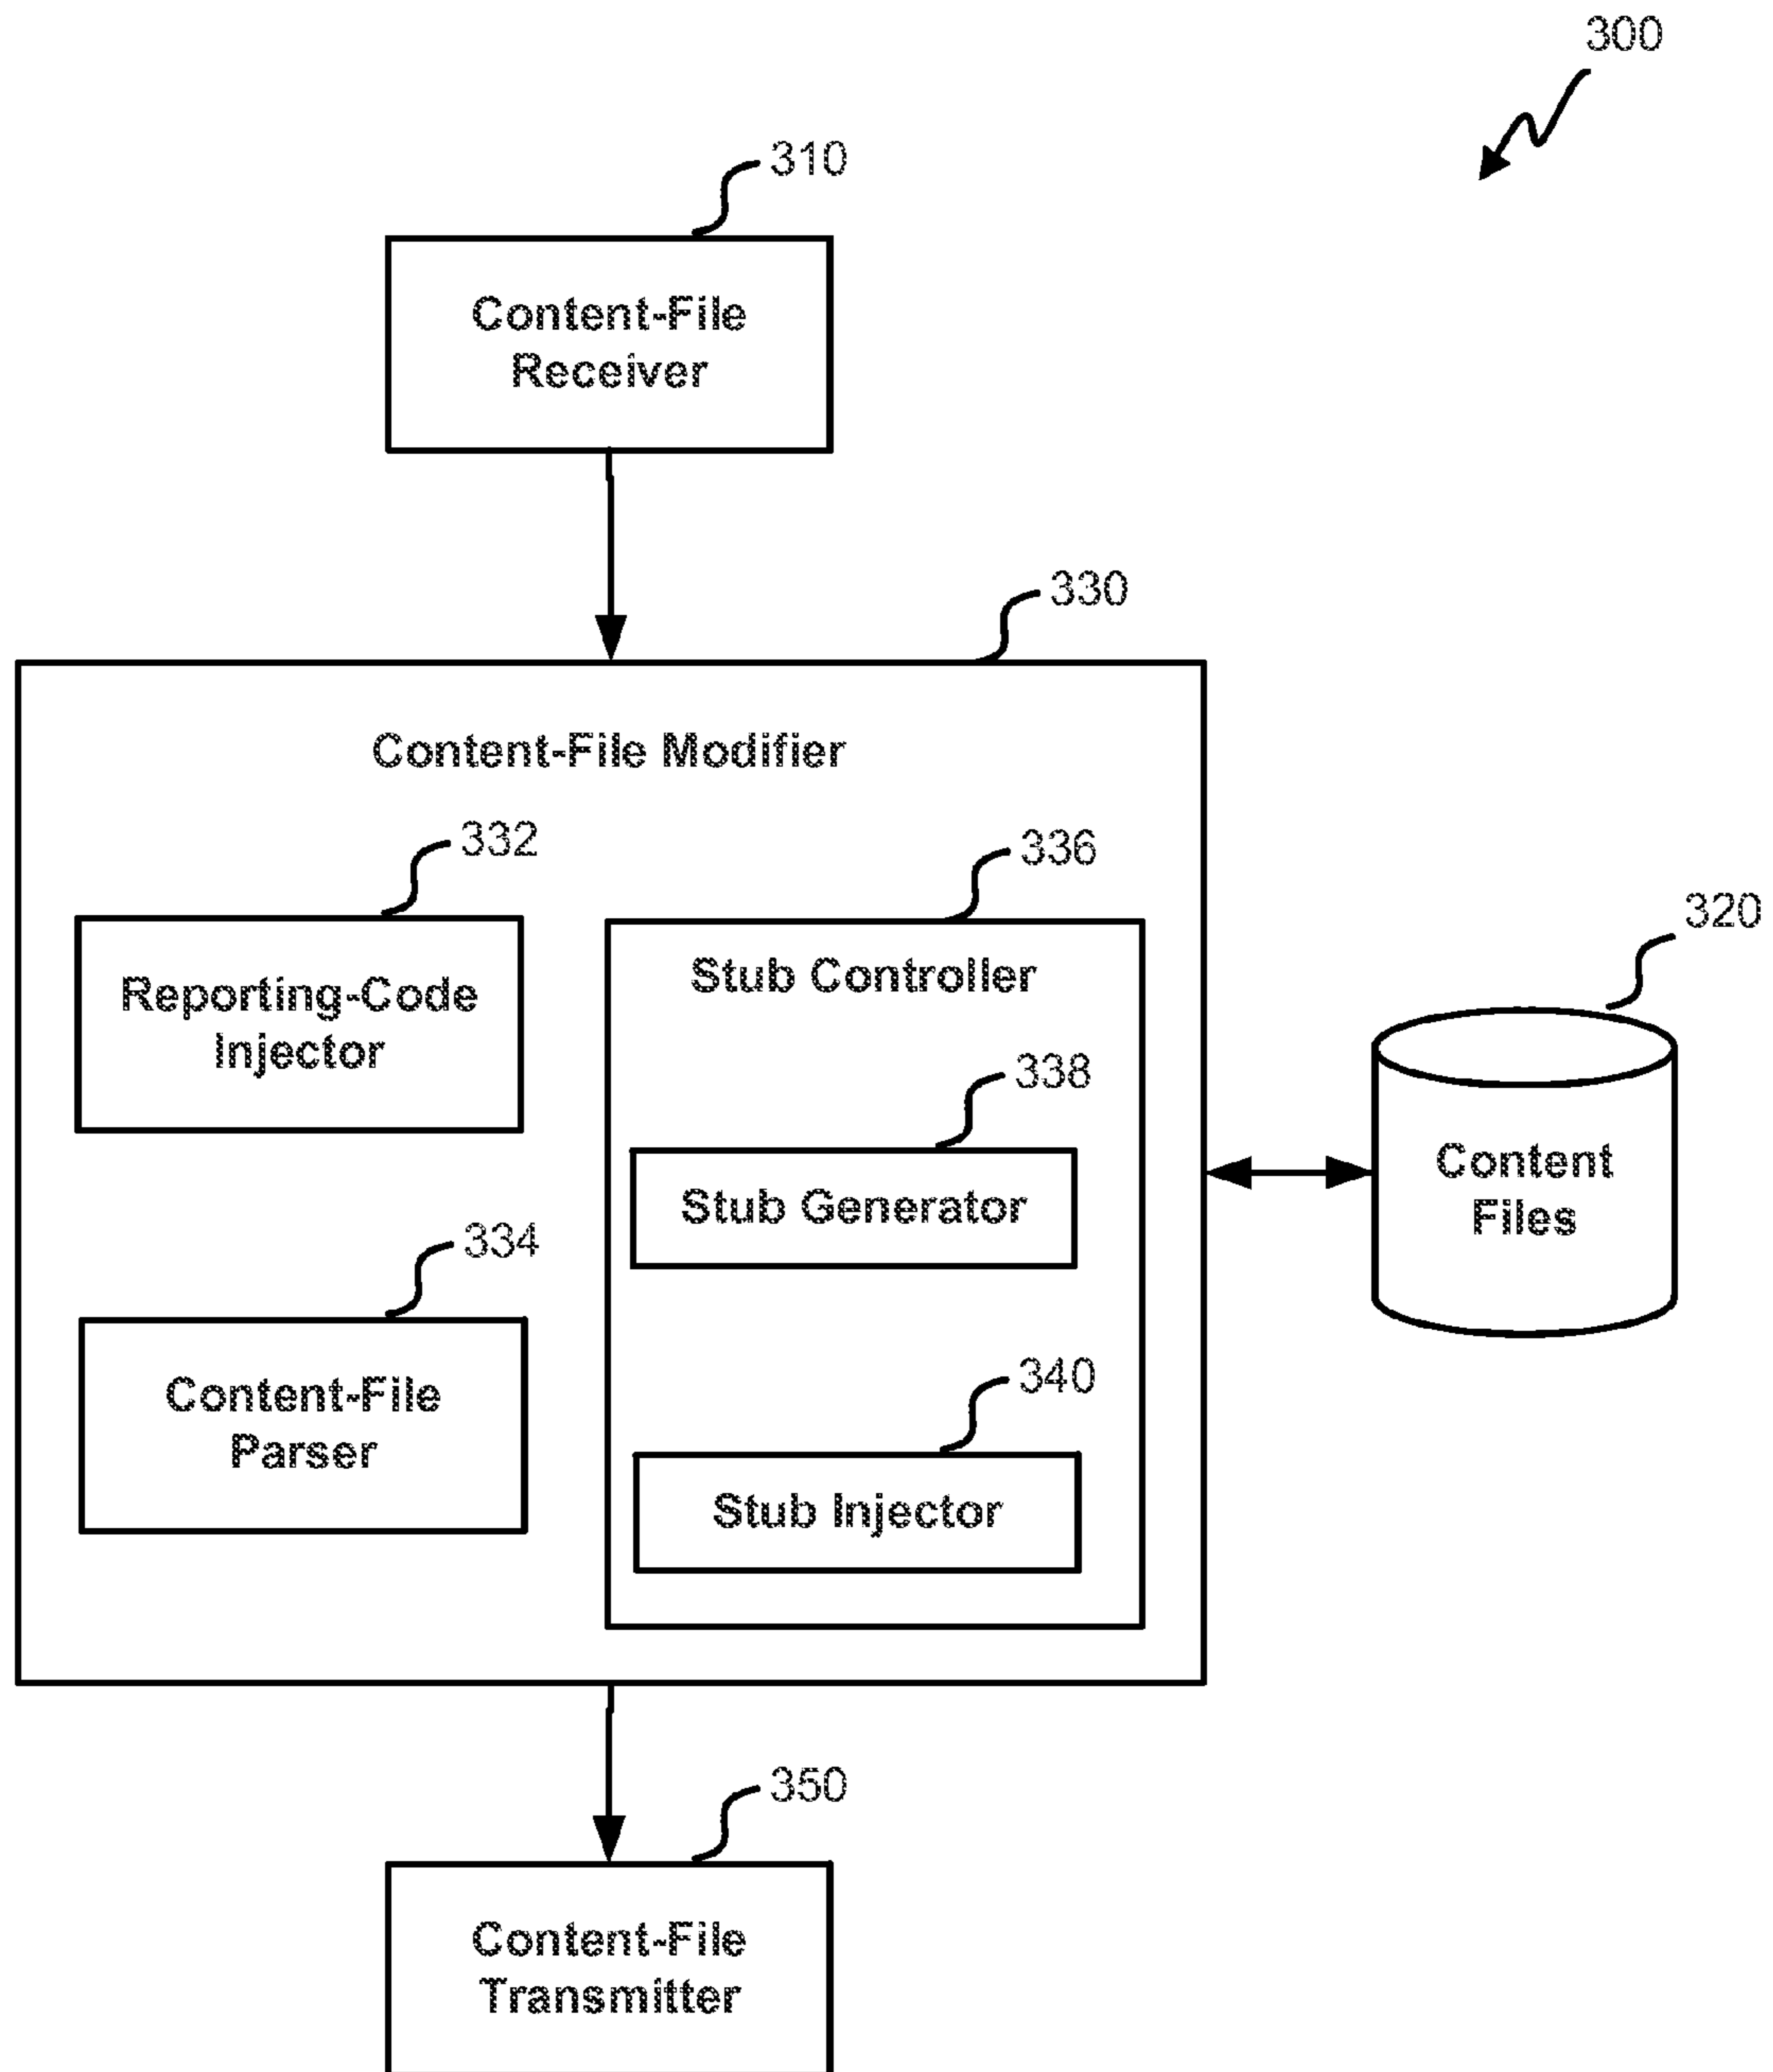 300
310
Content-File
Receiver
330
Content-File Modifier
332
336
Reporting-Code
Injector
Stub Controller
320
338
Stub Generator
Content
Files
334
Content-File
Parser
340
Stub Injector
350
Content-File
Transmitter